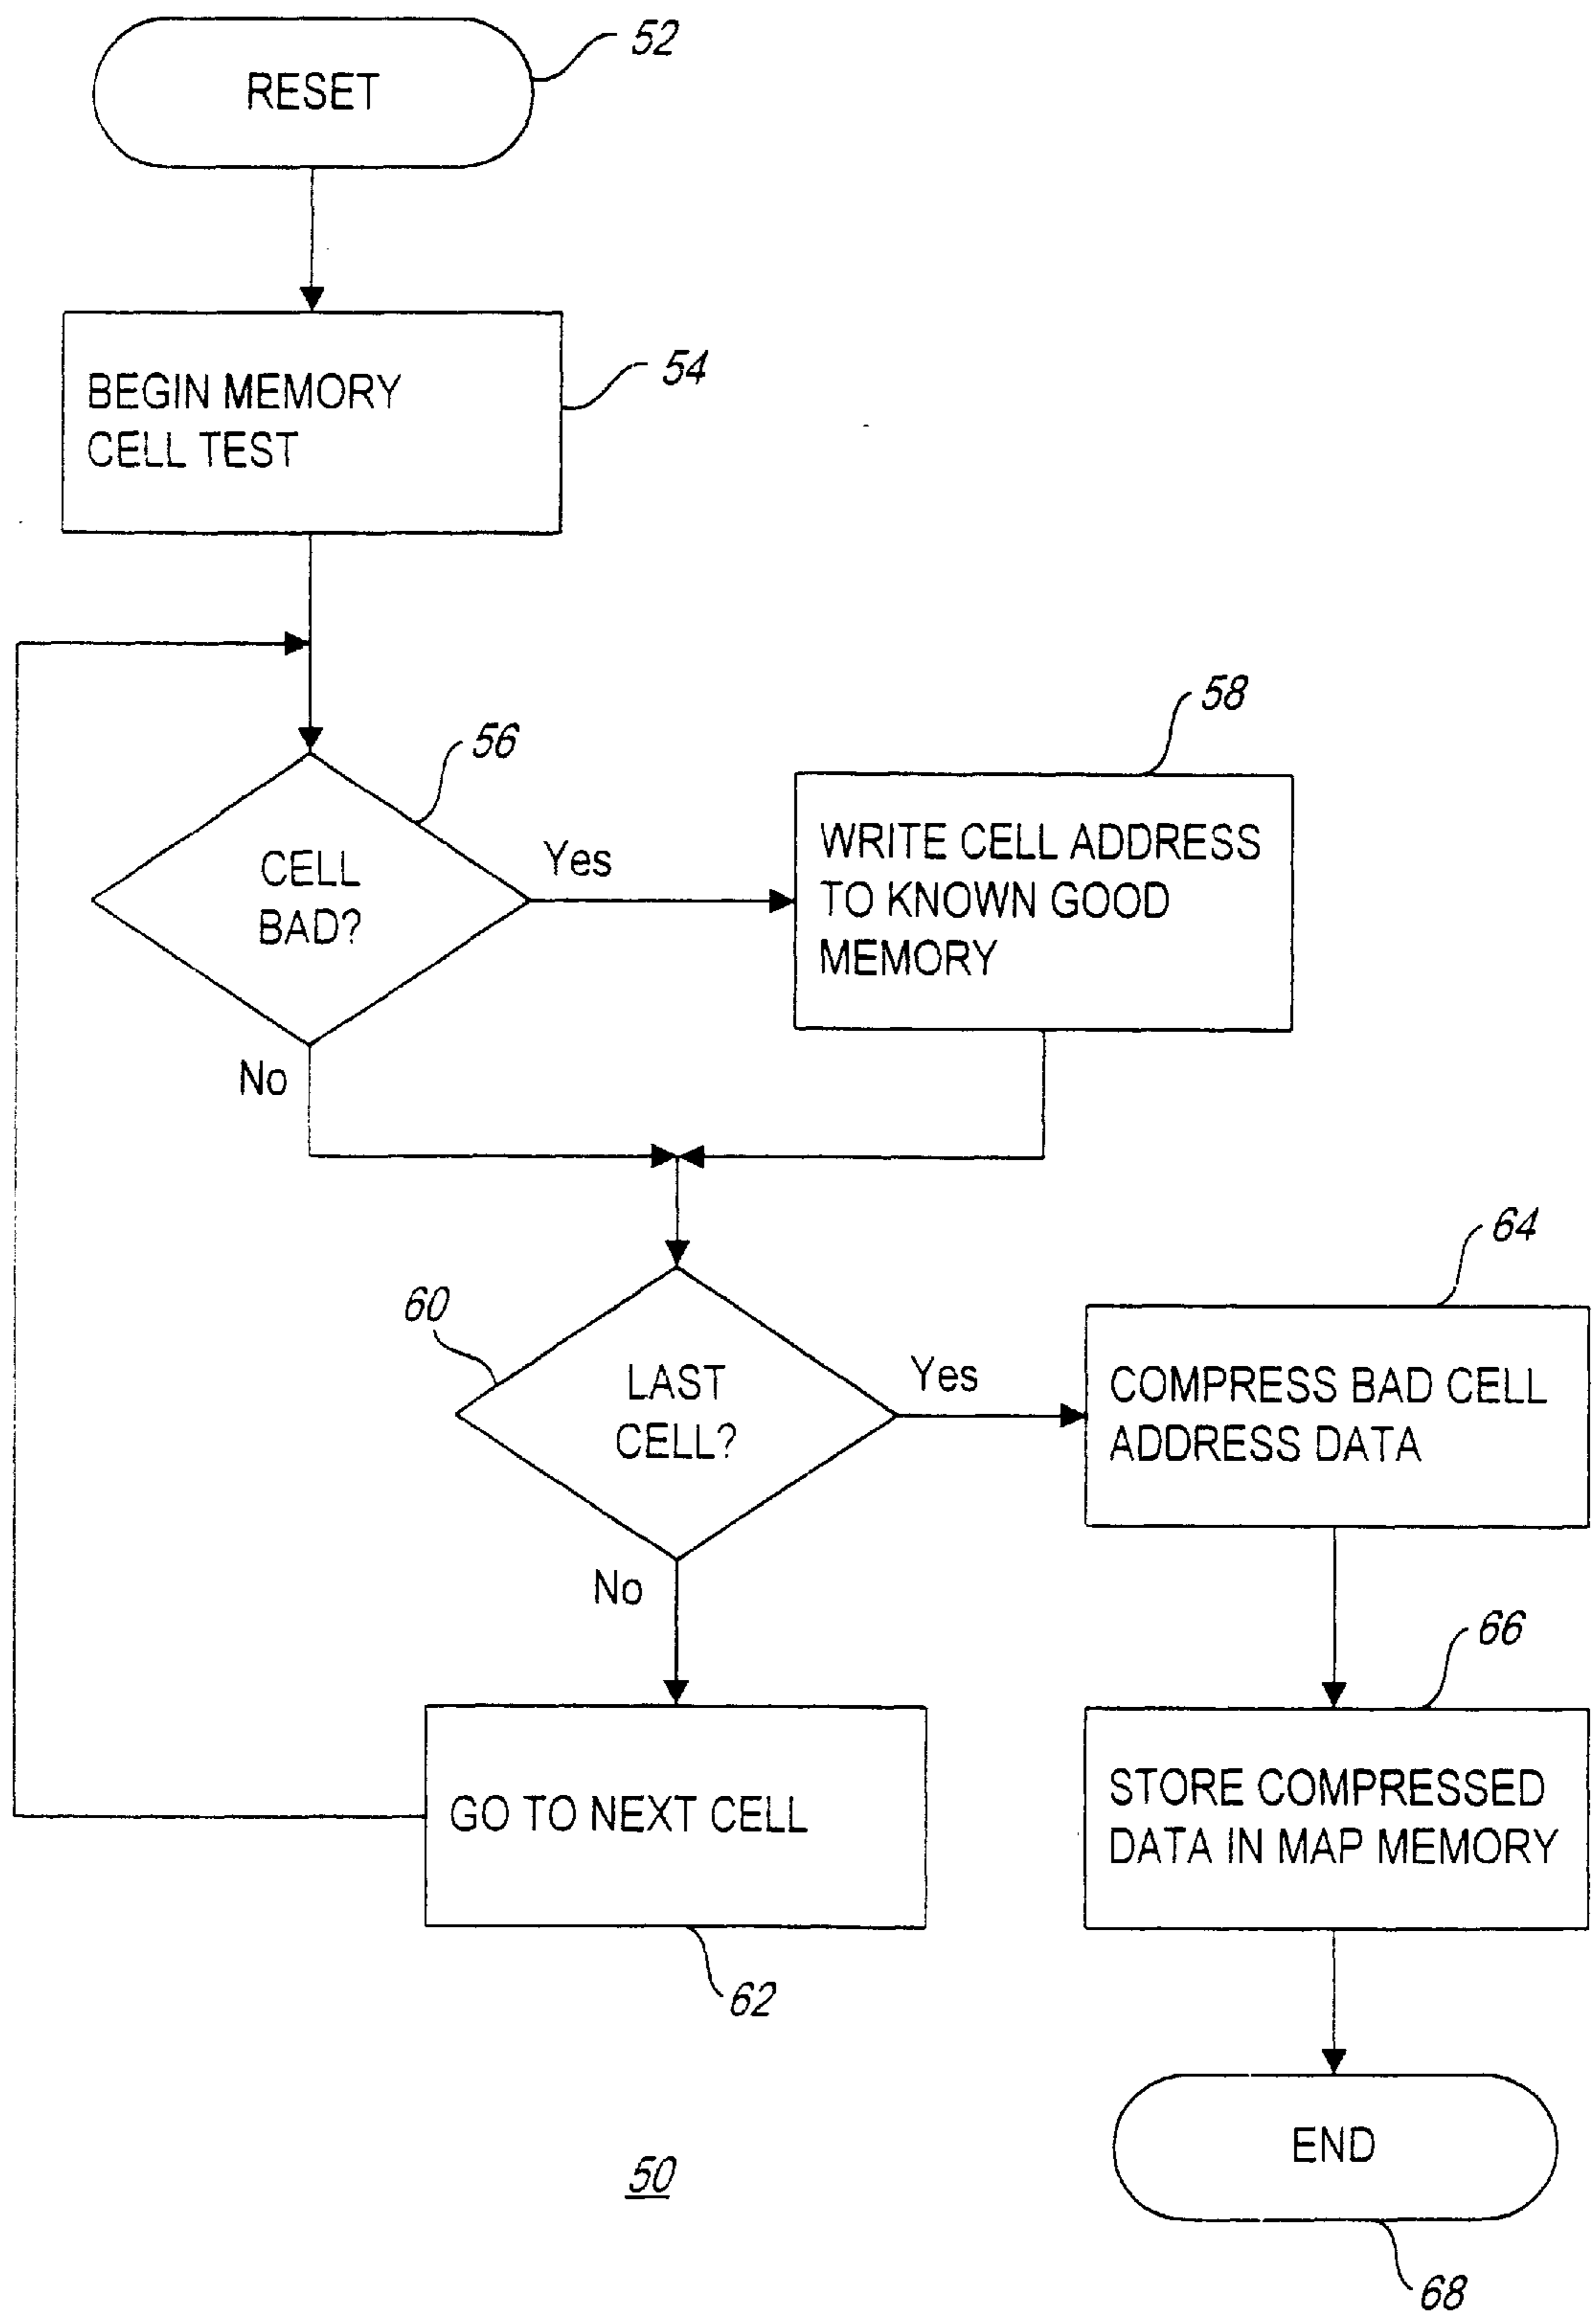 52
RESET
54
BEGIN MEMORY
CELL TEST
56
CELL
BAD?
Yes
No
58
WRITE CELL ADDRESS
TO KNOWN GOOD
MEMORY
60
LAST
CELL?
Yes
No
64
COMPRESS BAD CELL
ADDRESS DATA
62
GO TO NEXT CELL
66
STORE COMPRESSED
DATA IN MAP MEMORY
END
68
50